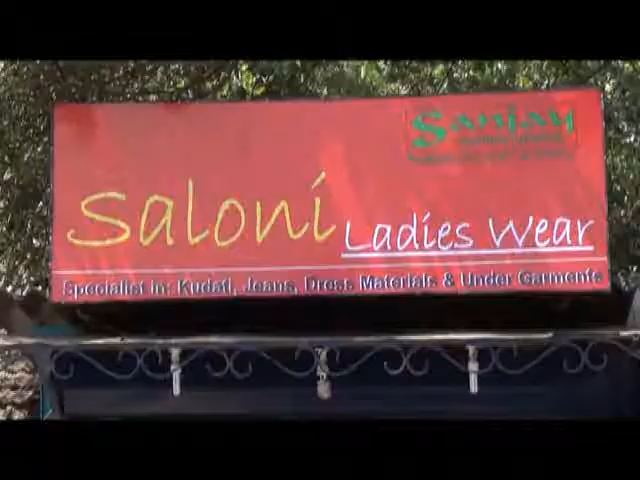 Sanjay
Saloni Ladies Wear
Specialist in: Kudati, Jeans, Dress Materials & Under Garments